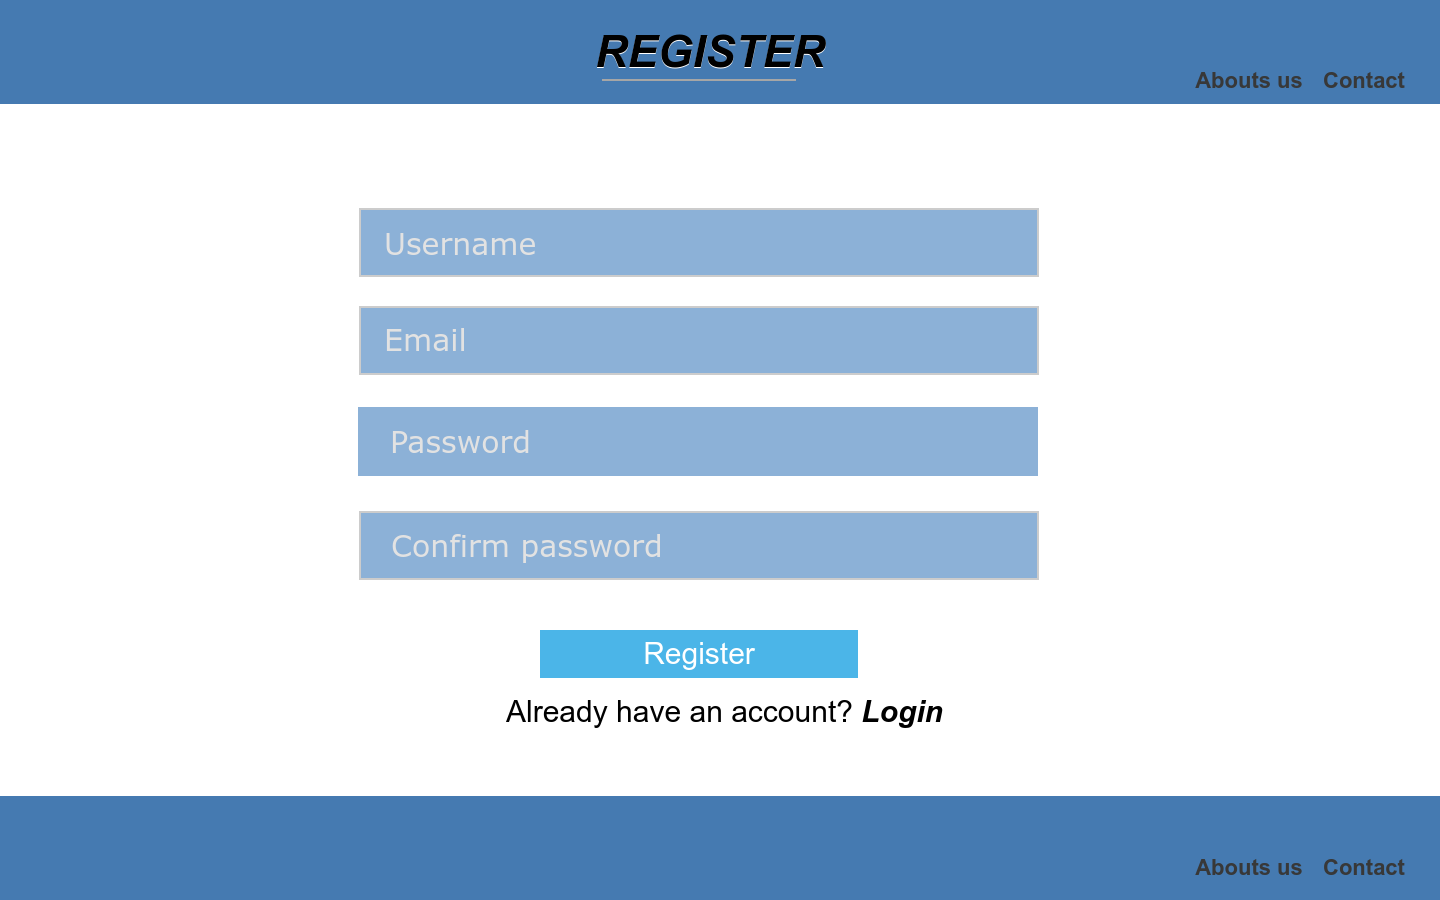 REGISTER
Abouts us Contact
Username
Email
Password
Confirm password
Register
Already have an account? Login
Abouts us Contact